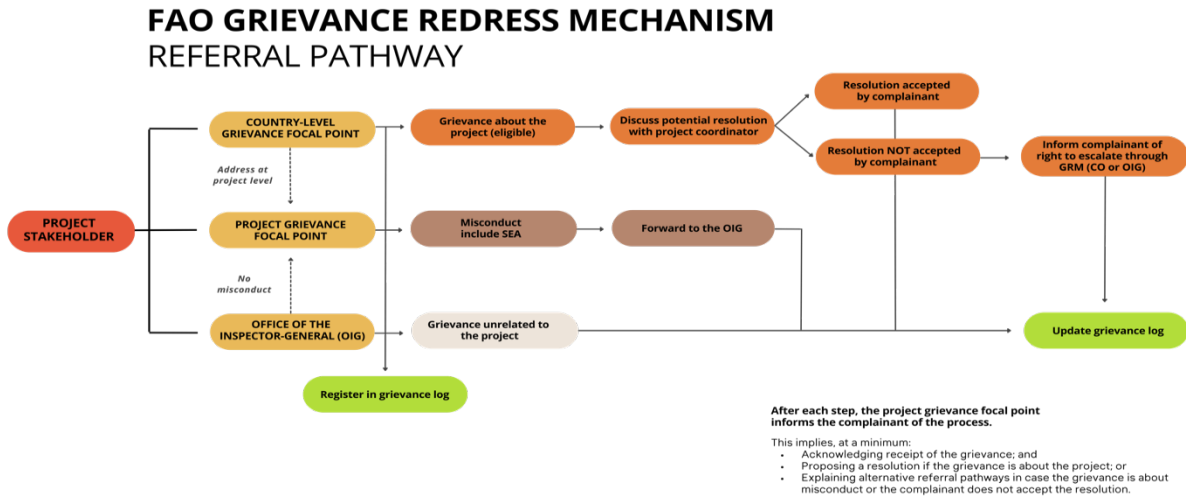 FAO GRIEVANCE REDRESS MECHANISM
REFERRAL PATHWAY
PROJECT
STAKEHOLDER
COUNTRY-LEVEL
GRIEVANCE FOCAL POINT
Address at
project level
PROJECT GRIEVANCE
FOCAL POINT
No
misconduct
OFFICE OF THE
INSPECTOR-GENERAL (OIG)
Grievance about the
project (eligible)
Misconduct
include SEA
Grievance unrelated to
the project
Register in grievance log
Discuss potential resolution
with project coordinator
Forward to the OIG
Resolution accepted
by complainant
Resolution NOT accepted
by complainant
Inform complainant of
right to escalate through
GRM (CO or OIG)
Update grievance log
After each step, the project grievance focal point
informs the complainant of the process.
This implies, at a minimum:
• Acknowledging receipt of the grievance; and
• Proposing a resolution if the grievance is about the project; or
• Explaining alternative referral pathways in case the grievance is about
misconduct or the complainant does not accept the resolution.